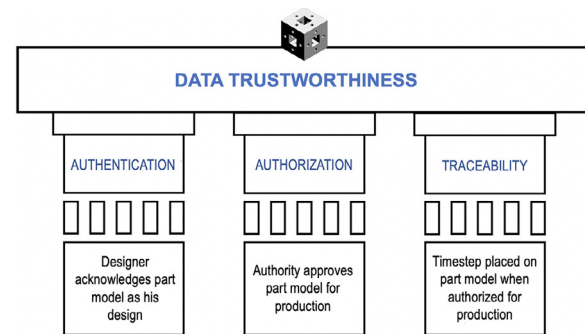 DATA TRUSTWORTHINESS
AUTHENTICATION
AUTHORIZATION
TRACEABILITY
Designer
acknowledges part
model as his
design
Authority approves
part model for
production
Timestep placed on
part model when
authorized for
production